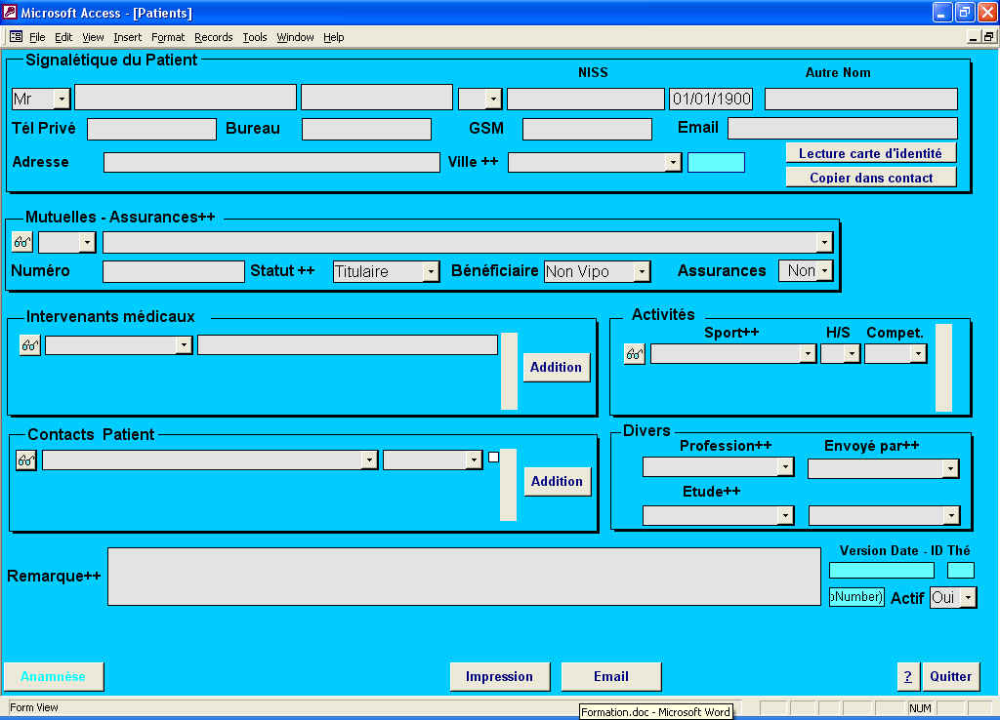 Microsoft Access - [Patients]
File Edit View Insert Format Records Tools Window Help
Signalétique du Patient
NISS Autre Nom
Mr 01/01/1900
Tél Privé Bureau GSM Email
Adresse Ville ++ Lecture carte d'identité
Copier dans contact
Mutuelles - Assurances++
Numéro Statut ++ Titulaire Bénéficiaire Non Vipo Assurances Non
Intervenants médicaux Activités
Sport++ H/S Compet.
Addition
Contacts Patient Divers
Profession++ Envoyé par++
Addition
Etude++
Version Date - ID Thé
Remarque++
oNumber) Actif Oui
Anamnèse Impression Email ? Quitter
Form View NUM
Formation.doc - Microsoft Word